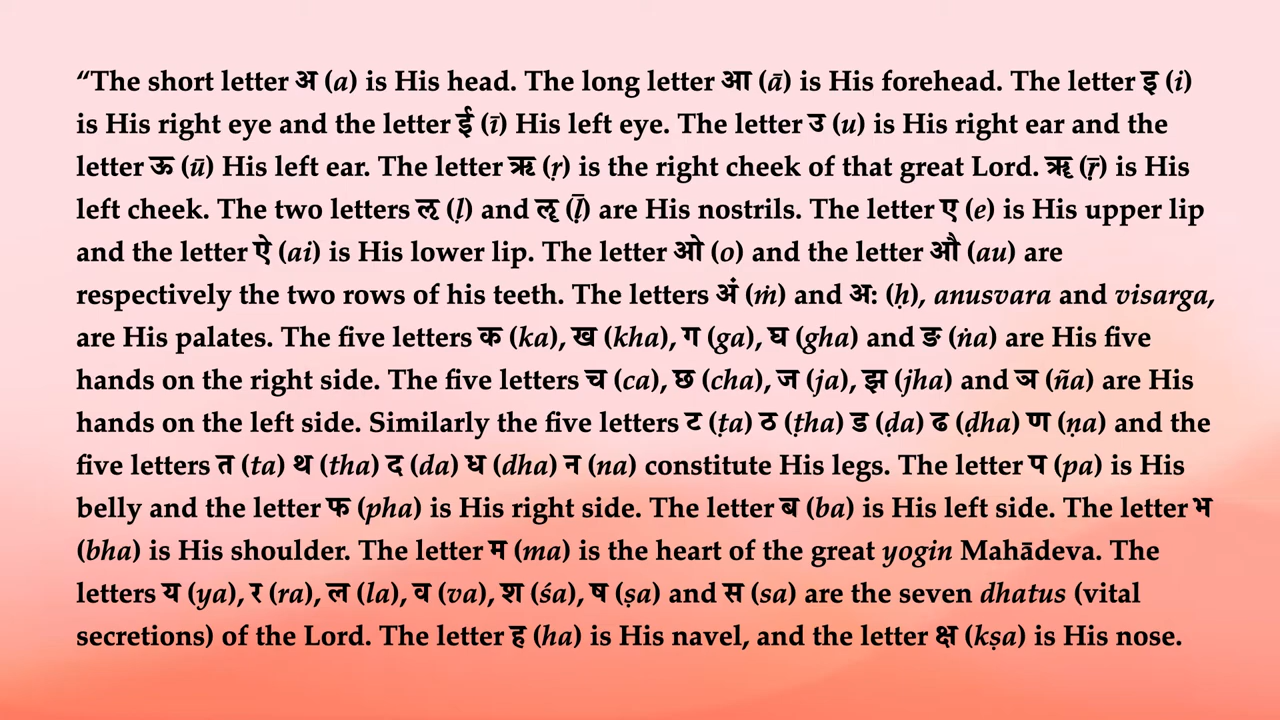 “The short letter अ (a) is His head. The long letter आ (ā) is His forehead. The letter इ (i)
is His right eye and the letter ई (ī) His left eye. The letter उ (u) is His right ear and the
letter ऊ (ū) His left ear. The letter ऋ (ṛ) is the right cheek of that great Lord. ॠ (ṝ) is His
left cheek. The two letters ऌ (ḷ) and ॡ (ḹ) are His nostrils. The letter ए (e) is His upper lip
and the letter ऐ (ai) is His lower lip. The letter ओ (o) and the letter औ (au) are
respectively the two rows of his teeth. The letters अं (ṁ) and अ: (ḥ), anusvara and visarga,
are His palates. The five letters क (ka), ख (kha), ग (ga), घ (gha) and ङ (ṅa) are His five
hands on the right side. The five letters च (ca), छ (cha), ज (ja), झ (jha) and ञ (ña) are His
hands on the left side. Similarly the five letters ट (ṭa) ठ (ṭha) ड (ḍa) ढ (ḍha) ण (ṇa) and the
five letters त (ta) थ (tha) द (da) ध (dha) न (na) constitute His legs. The letter प (pa) is His
belly and the letter फ (pha) is His right side. The letter ब (ba) is His left side. The letter भ
(bha) is His shoulder. The letter म (ma) is the heart of the great yogin Mahādeva. The
letters य (ya), र (ra), ल (la), व (va), श (śa), ष (ṣa) and स (sa) are the seven dhatus (vital
secretions) of the Lord. The letter ह (ha) is His navel, and the letter क्ष (kṣa) is His nose.